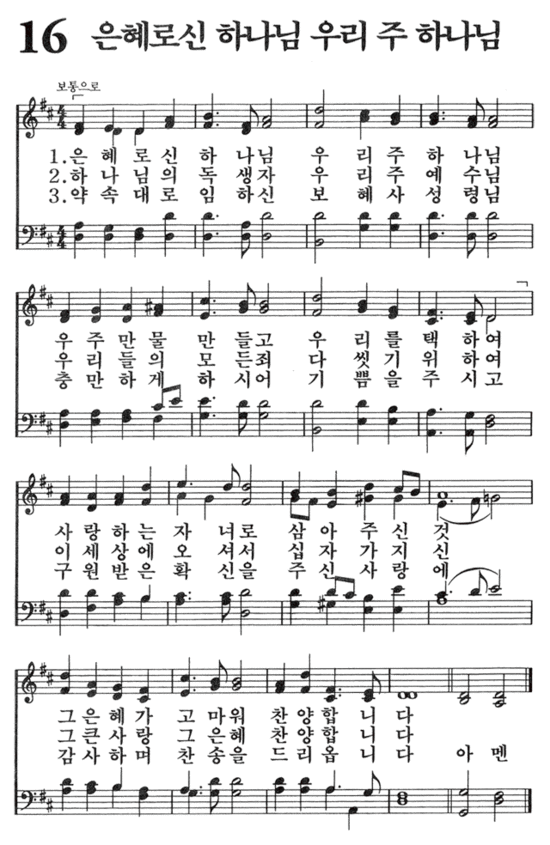 16 은혜로신 하나님 우리 주 하나님
보통으로
1.은 혜 로 신 하 나 님 우 리 주 하 나 님
2.하 나 님 의 독 생 자 우 리 주 예 수 님
3.약 속 대 로 임 하 신 보 혜 사 성 령 님
우 주 만 물 만 들 고 우 리 를 택 하 여
우 리 들 의 모 든 죄 다 씻 기 위 하 여
충 만 하 게 하 시 어 기 쁨 을 주 시 고
사 랑 하 는 자 녀 로 삼 아 주 신 것
이 세 상 에 오 셔 서 십 자 가 지 신
구 원 받 은 확 신 을 주 신 사 랑 에
그 은 혜 가 고 마 워 찬 양 합 니 다
그 큰 사 랑 그 은 혜 찬 양 합 니 다
감 사 하 며 찬 송 을 드 리 옵 니 다 아 멘